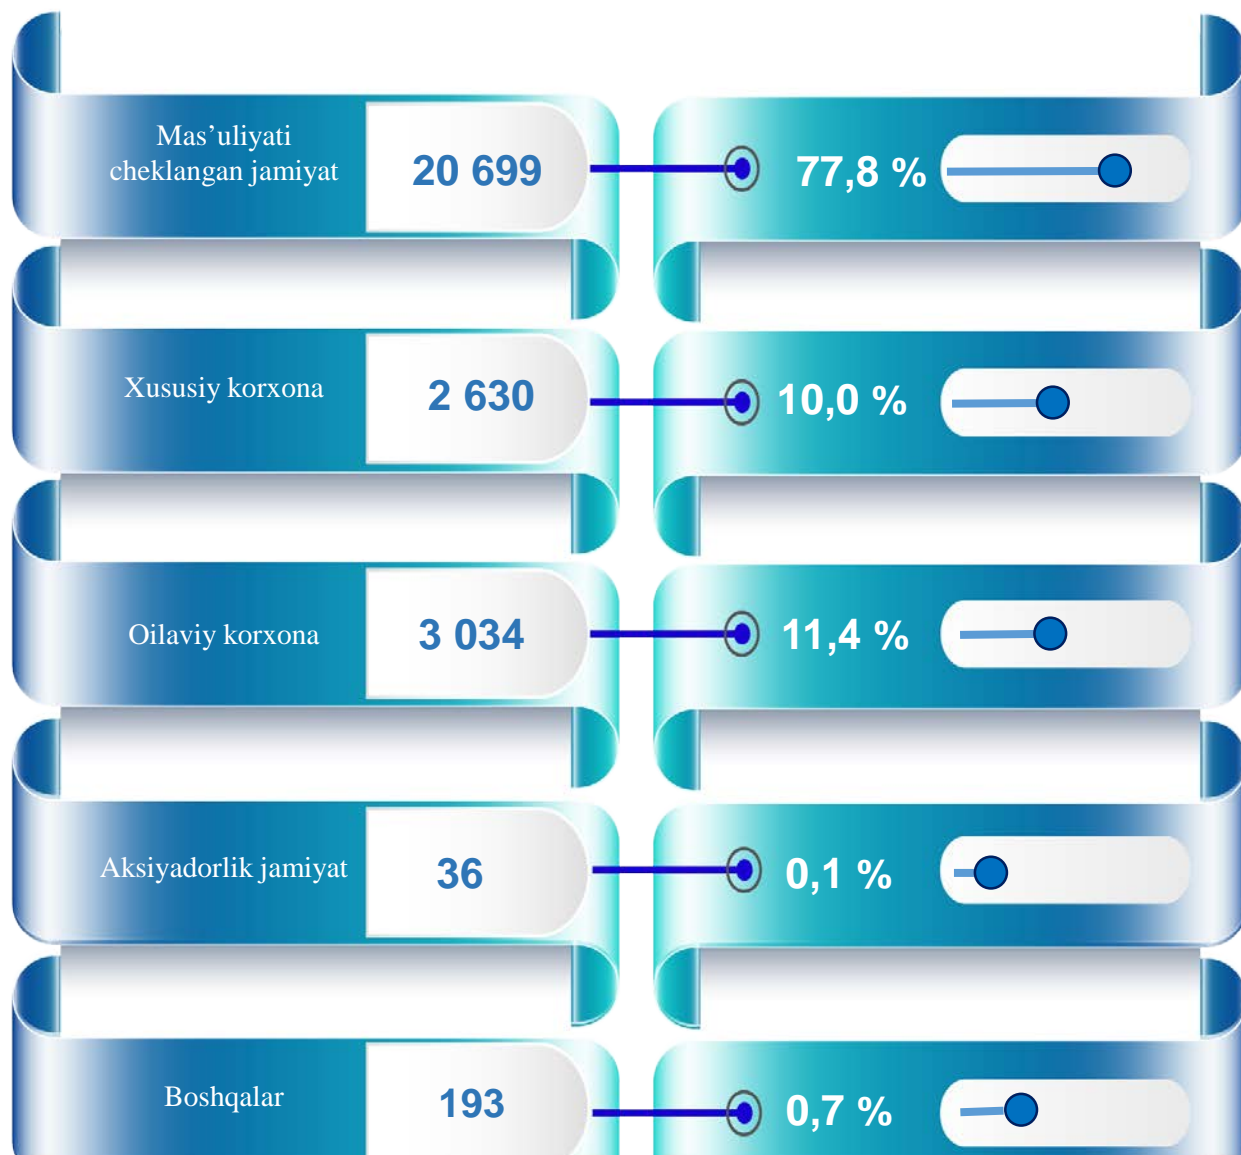 Mas’uliyati
cheklangan jamiyat
20 699
77,8 %
Xususiy korxona
2 630
10,0 %
Oilaviy korxona
3 034
11,4 %
Aksiyadorlik jamiyat
36
0,1 %
Boshqalar
193
0,7 %